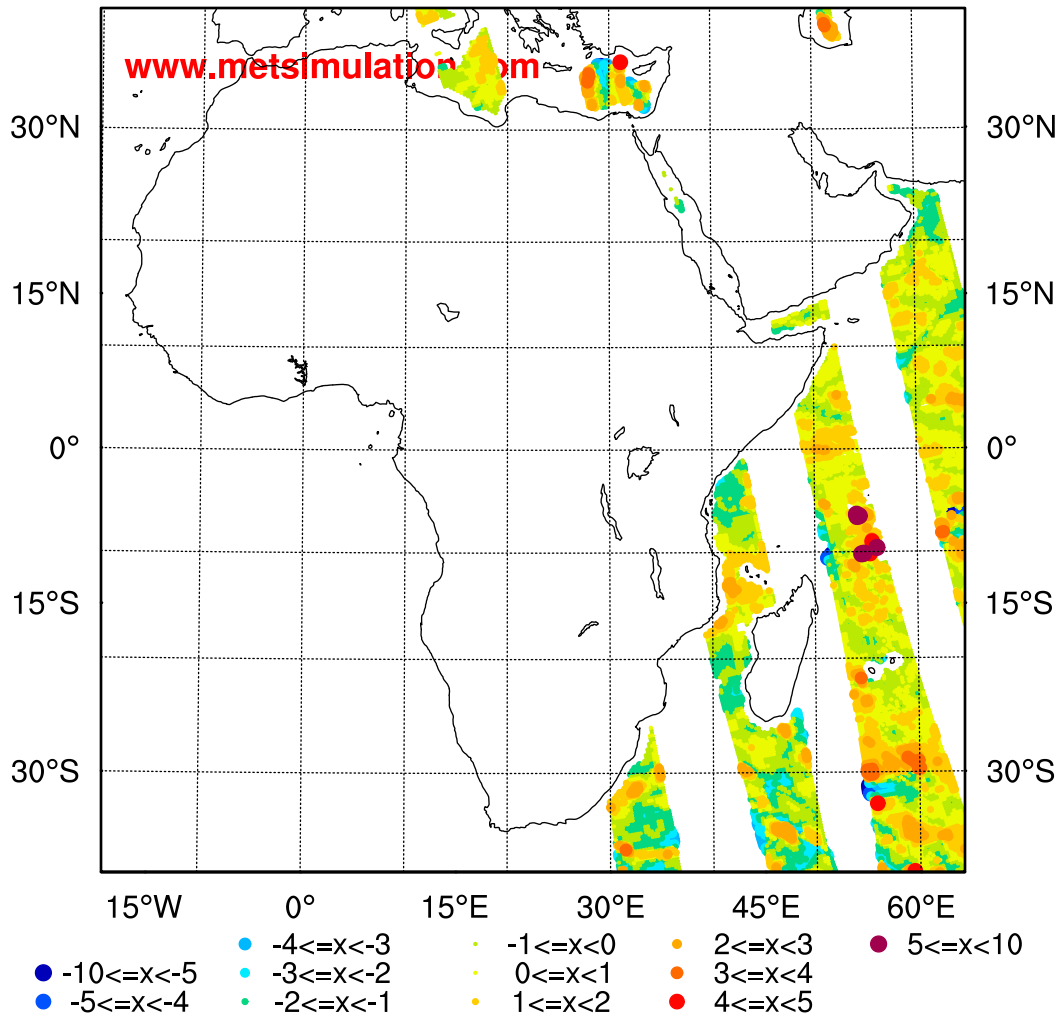 www.metsimulation.com
30°N 30°N
15°N 15°N
0° 0°
15°S 15°S
30°S 30°S
15°W 0° 15°E 30°E 45°E 60°E
-4<=x<-3 -1<=x<0 2<=x<3 5<=x<10
-10<=x<-5 -3<=x<-2 0<=x<1 3<=x<4
-5<=x<-4 -2<=x<-1 1<=x<2 4<=x<5